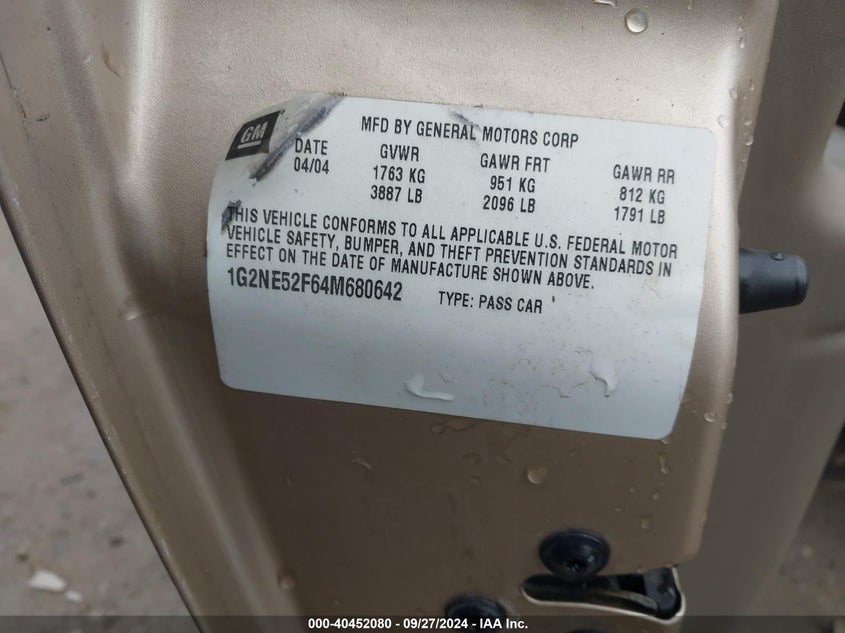 GM
MFD BY GENERAL MOTORS CORP
DATE GVWR GAWR FRT GAWR RR
04/04 1763 KG 951 KG 812 KG
3887 LB 2096 LB 1791 LB
THIS VEHICLE CONFORMS TO ALL APPLICABLE U.S. FEDERAL MOTOR
VEHICLE SAFETY, BUMPER, AND THEFT PREVENTION STANDARDS IN
EFFECT ON THE DATE OF MANUFACTURE SHOWN ABOVE.
1G2NE52F64M680642 TYPE: PASS CAR
000-40452080 - 09/27/2024 - IAA Inc.